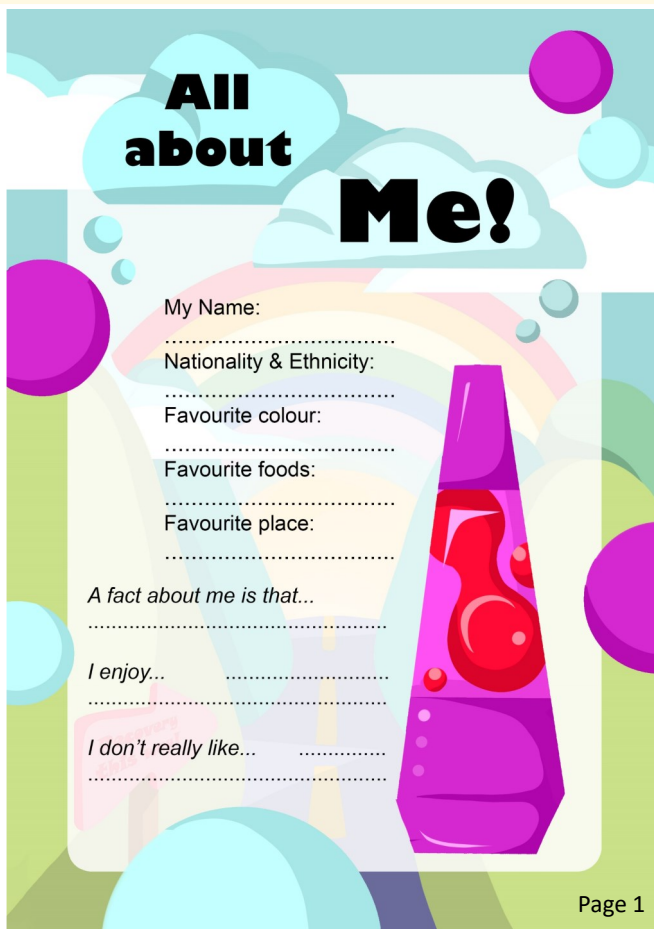 All
about
Me!
My Name:
...................................
Nationality & Ethnicity:
...................................
Favourite colour:
...................................
Favourite foods:
...................................
Favourite place:
...................................
A fact about me is that...
...................................................
I enjoy... ............................
...................................................
I don't really like... ...............
...................................................
Page 1